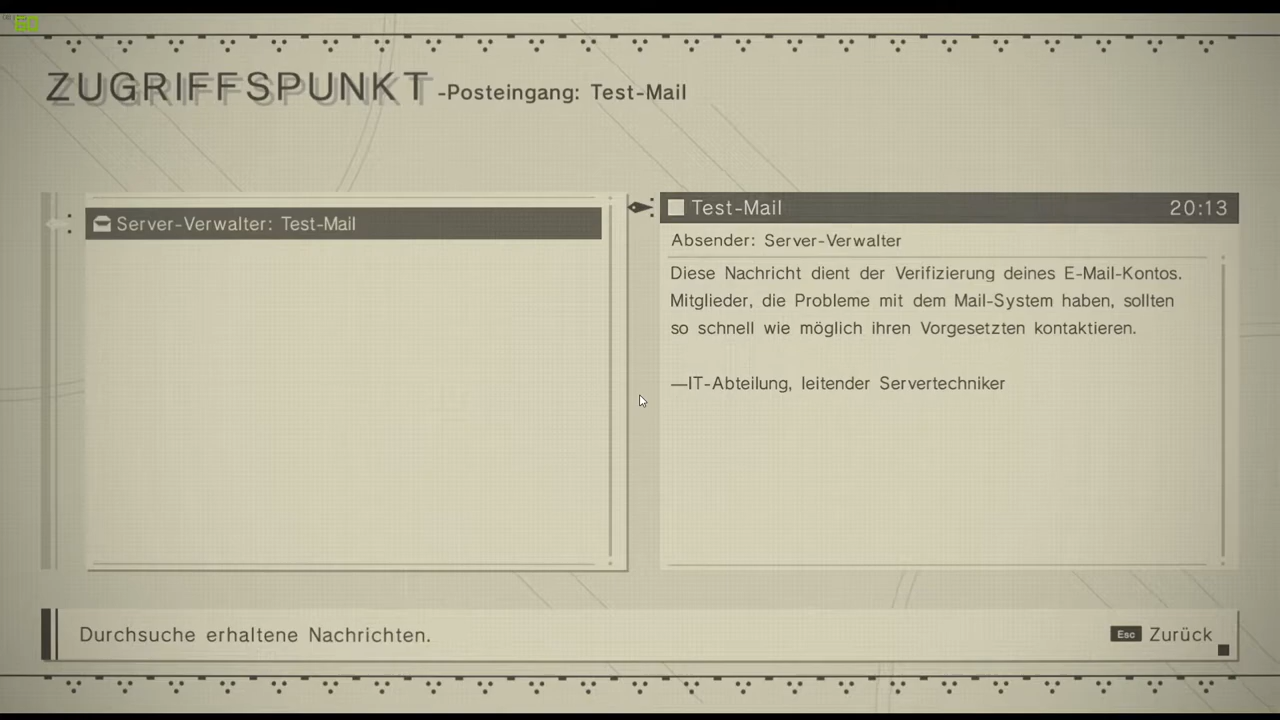 ZUGRIFFSPUNKT -Posteingang: Test-Mail
Server-Verwalter: Test-Mail
Test-Mail 20:13
Absender: Server-Verwalter
Diese Nachricht dient der Verifizierung deines E-Mail-Kontos.
Mitglieder, die Probleme mit dem Mail-System haben, sollten
so schnell wie möglich ihren Vorgesetzten kontaktieren.
—IT-Abteilung, leitender Servertechniker
Durchsuche erhaltene Nachrichten.
Esc Zurück